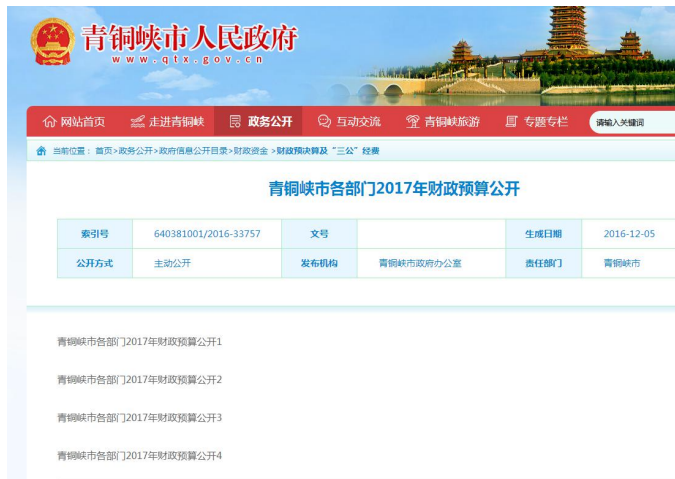 青铜峡市人民政府
www.qtx.gov.cn
网站首页 走进青铜峡 政务公开 互动交流 青铜峡旅游 专题专栏 请输入关键词
当前位置：首页>政务公开>政府信息公开目录>财政资金 >财政预决算及“三公”经费
青铜峡市各部门2017年财政预算公开
索引号 640381001/2016-33757 文号 生成日期 2016-12-05
公开方式 主动公开 发布机构 青铜峡市政府办公室 责任部门 青铜峡市
青铜峡市各部门2017年财政预算公开1
青铜峡市各部门2017年财政预算公开2
青铜峡市各部门2017年财政预算公开3
青铜峡市各部门2017年财政预算公开4